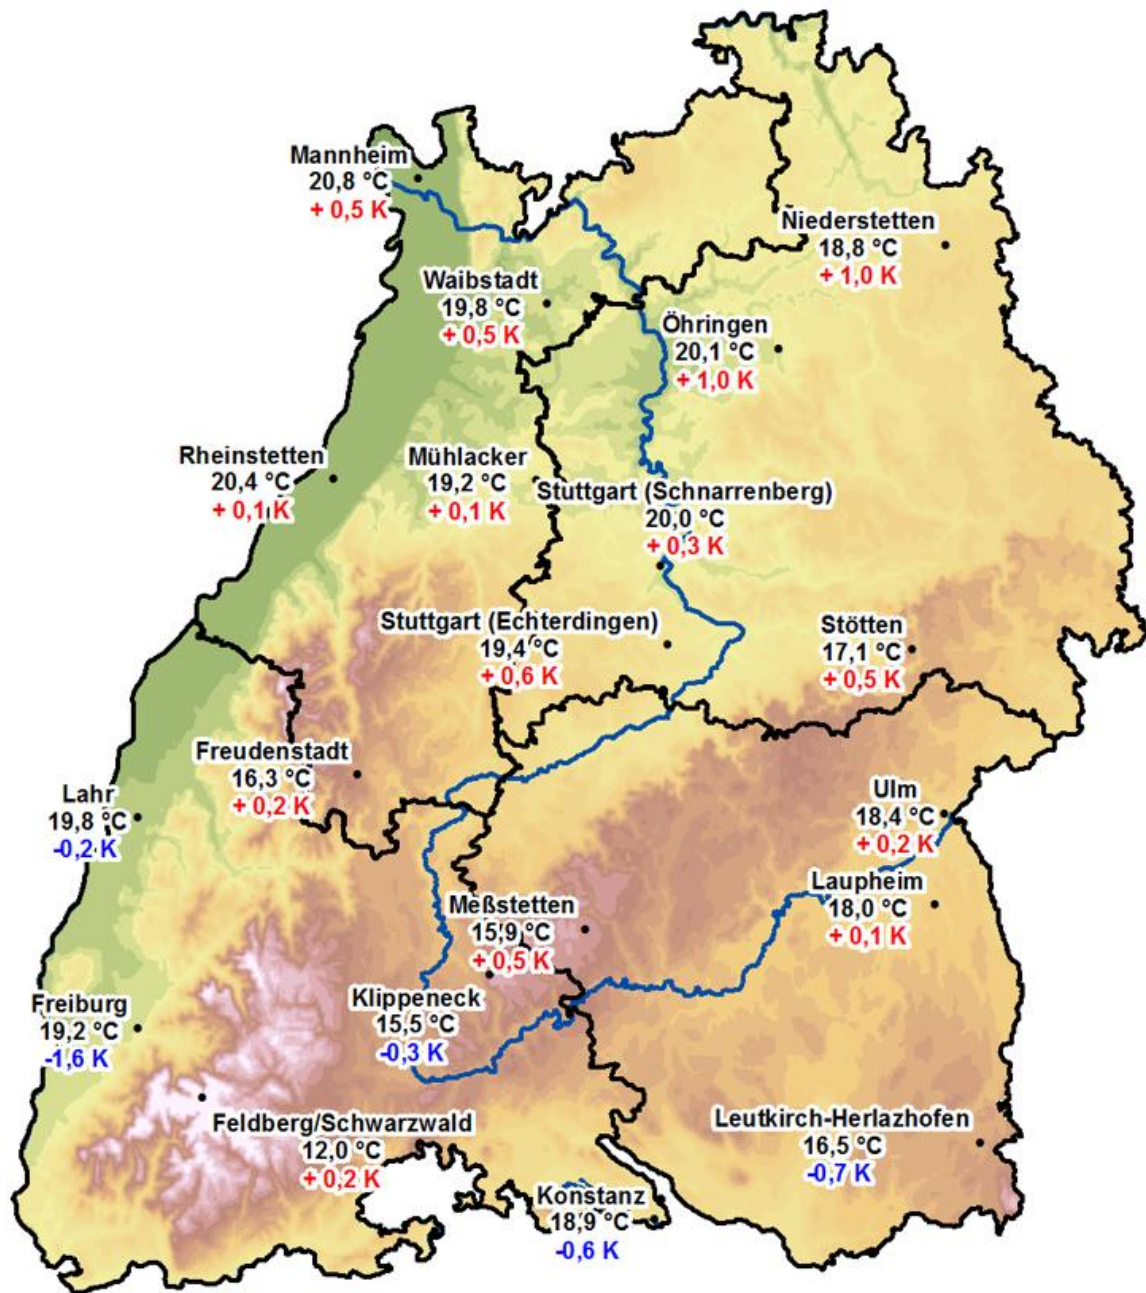 Mannheim
20,8 °C
+ 0,5 K
Niederstetten
18,8 °C
+ 1,0 K
Waibstadt
19,8 °C
+ 0,5 K
Öhringen
20,1 °C
+ 1,0 K
Rheinstetten
20,4 °C
+ 0,1 K
Mühlacker
19,2 °C
+ 0,1 K
Stuttgart (Schnarrenberg)
20,0 °C
+ 0,3 K
Stuttgart (Echterdingen)
19,4 °C
+ 0,6 K
Stötten
17,1 °C
+ 0,5 K
Freudenstadt
16,3 °C
+ 0,2 K
Lahr
19,8 °C
-0,2 K
Ulm
18,4 °C
+ 0,2 K
Laupheim
18,0 °C
+ 0,1 K
Meßstetten
15,9 °C
+ 0,5 K
Klippeneck
15,5 °C
-0,3 K
Freiburg
19,2 °C
-1,6 K
Feldberg/Schwarzwald
12,0 °C
+ 0,2 K
Leutkirch-Herlazhofen
16,5 °C
-0,7 K
Konstanz
18,9 °C
-0,6 K